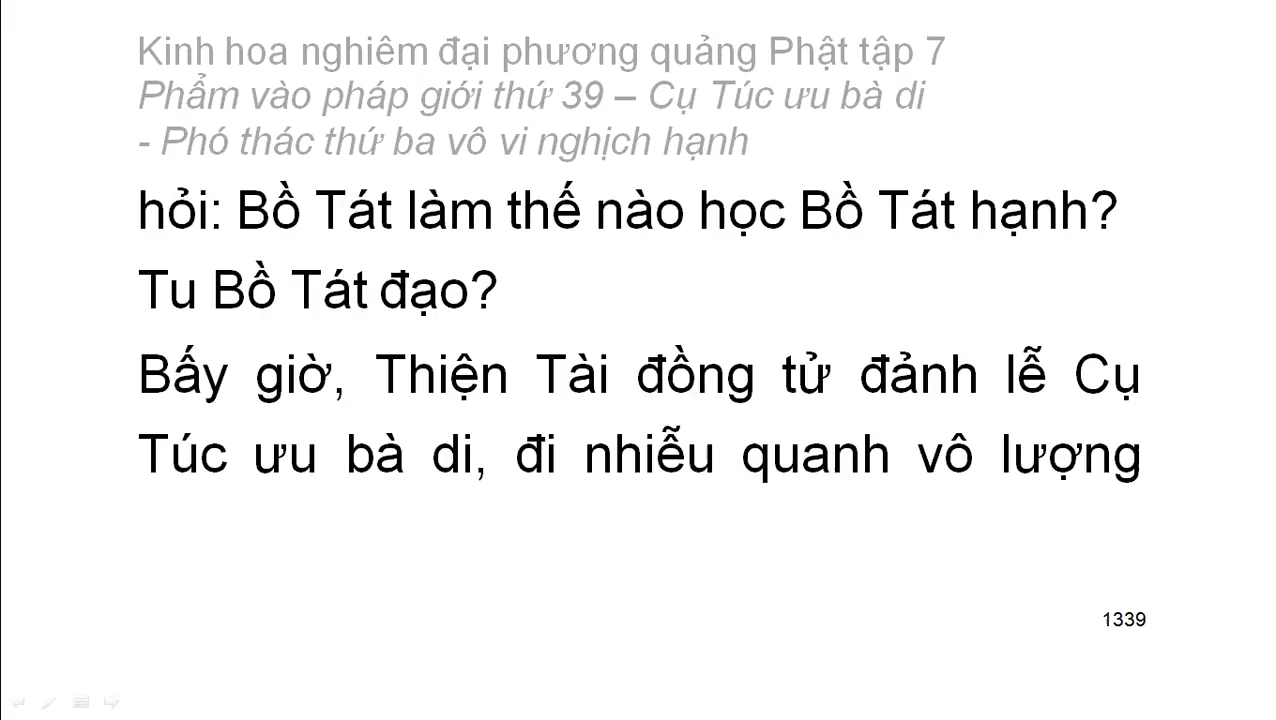 Kinh hoa nghiêm đại phương quảng Phật tập 7
Phẩm vào pháp giới thứ 39 – Cụ Túc ưu bà di
- Phó thác thứ ba vô vi nghịch hạnh
hỏi: Bồ Tát làm thế nào học Bồ Tát hạnh?
Tu Bồ Tát đạo?
Bấy giờ, Thiện Tài đồng tử đảnh lễ Cụ
Túc ưu bà di, đi nhiễu quanh vô lượng
1339